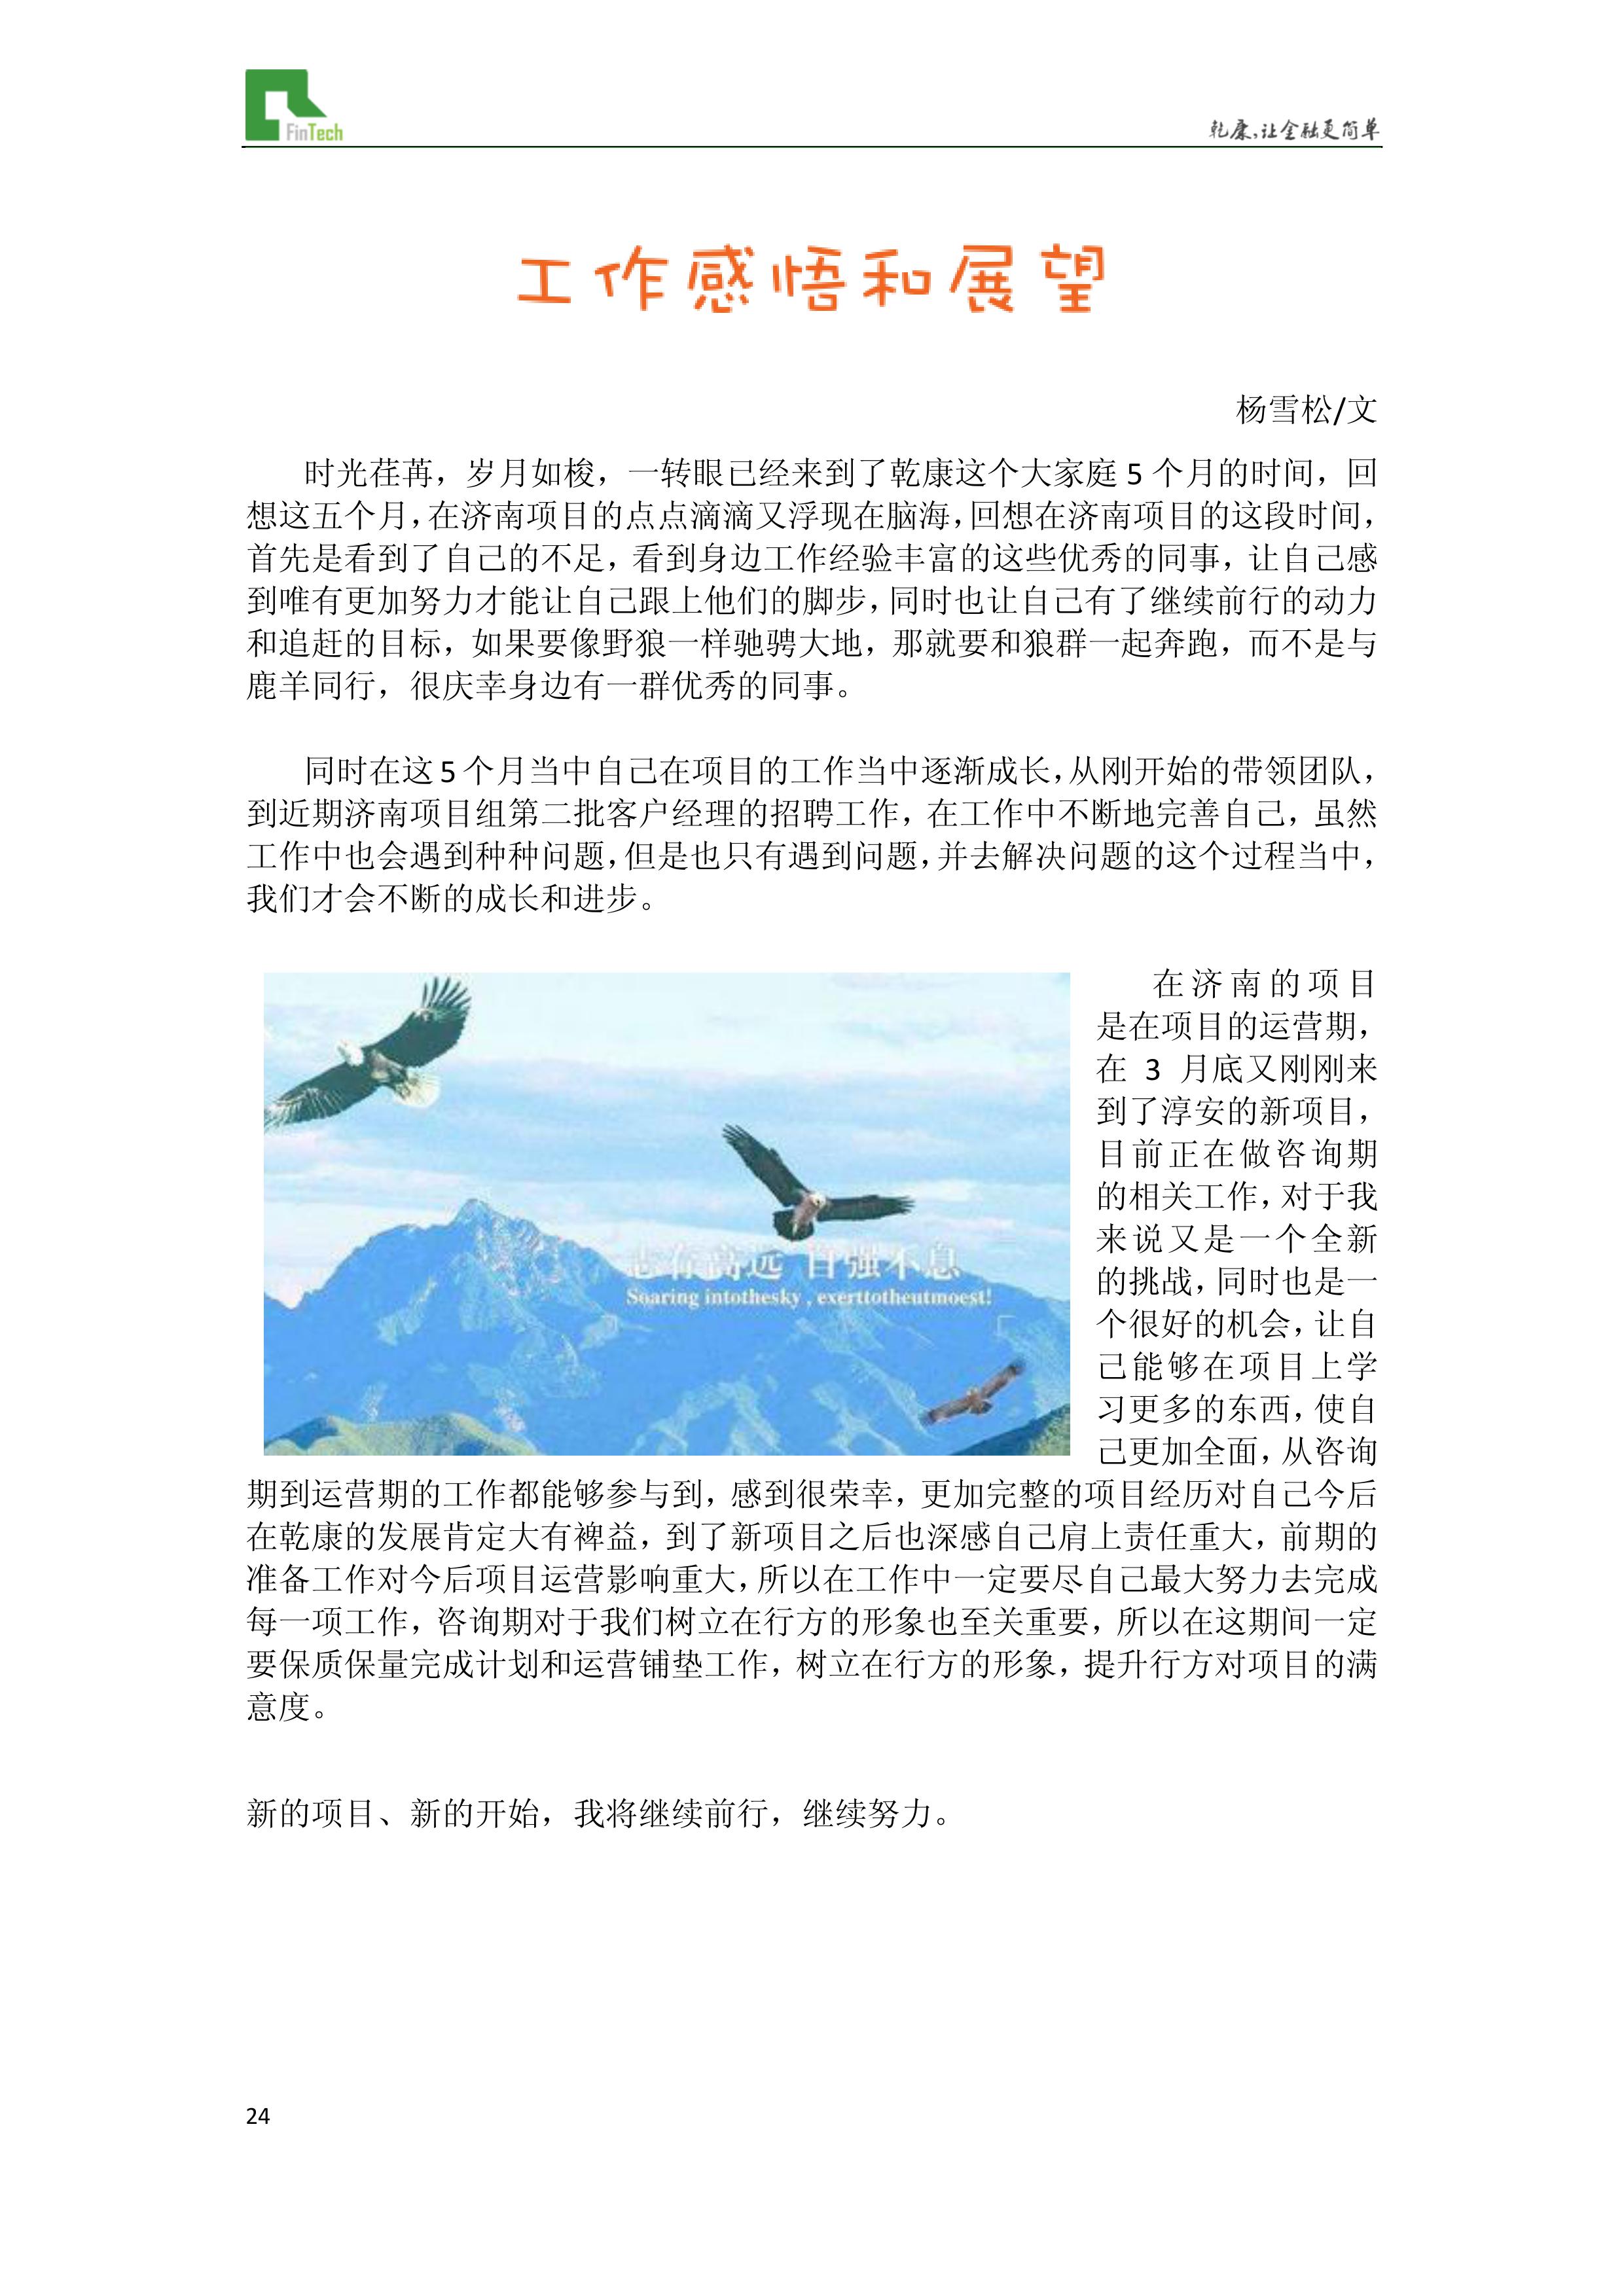 FinTech
乾康，让金融更简单
工作感悟和展望
杨雪松/文
时光荏苒，岁月如梭，一转眼已经来到了乾康这个大家庭 5 个月的时间，回
想这五个月，在济南项目的点点滴滴又浮现在脑海，回想在济南项目的这段时间，
首先是看到了自己的不足，看到身边工作经验丰富的这些优秀的同事，让自己感
到唯有更加努力才能让自己跟上他们的脚步，同时也让自己有了继续前行的动力
和追赶的目标，如果要像野狼一样驰骋大地，那就要和狼群一起奔跑，而不是与
鹿羊同行，很庆幸身边有一群优秀的同事。
同时在这 5 个月当中自己在项目的工作当中逐渐成长，从刚开始的带领团队，
到近期济南项目组第二批客户经理的招聘工作，在工作中不断地完善自己，虽然
工作中也会遇到种种问题，但是也只有遇到问题，并去解决问题的这个过程当中，
我们才会不断的成长和进步。
志存高远 自强不息
Soaring intothesky , exerttotheutmoest!
在济南的项目
是在项目的运营期，
在 3 月底又刚刚来
到了淳安的新项目，
目前正在做咨询期
的相关工作，对于我
来说又是一个全新
的挑战，同时也是一
个很好的机会，让自
己能够在项目上学
习更多的东西，使自
己更加全面，从咨询
期到运营期的工作都能够参与到，感到很荣幸，更加完整的项目经历对自己今后
在乾康的发展肯定大有裨益，到了新项目之后也深感自己肩上责任重大，前期的
准备工作对今后项目运营影响重大，所以在工作中一定要尽自己最大努力去完成
每一项工作，咨询期对于我们树立在行方的形象也至关重要，所以在这期间一定
要保质保量完成计划和运营铺垫工作，树立在行方的形象，提升行方对项目的满
意度。
新的项目、新的开始，我将继续前行，继续努力。
24